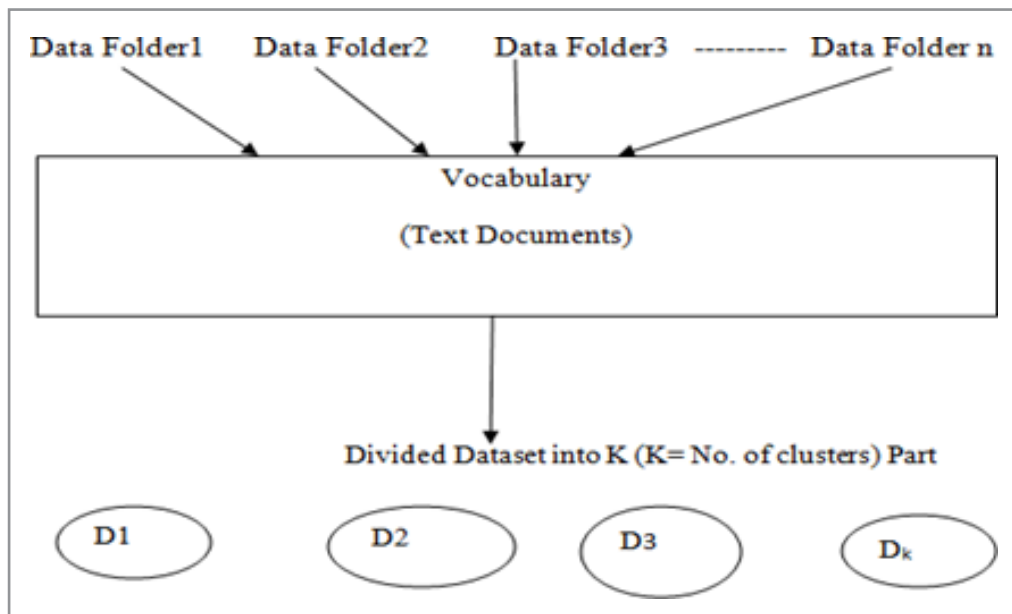 Data Folder1 Data Folder2 Data Folder3 --------- Data Folder n
Vocabulary
(Text Documents)
Divided Dataset into K (K= No. of clusters) Part
D1 D2 D3 Dₖ